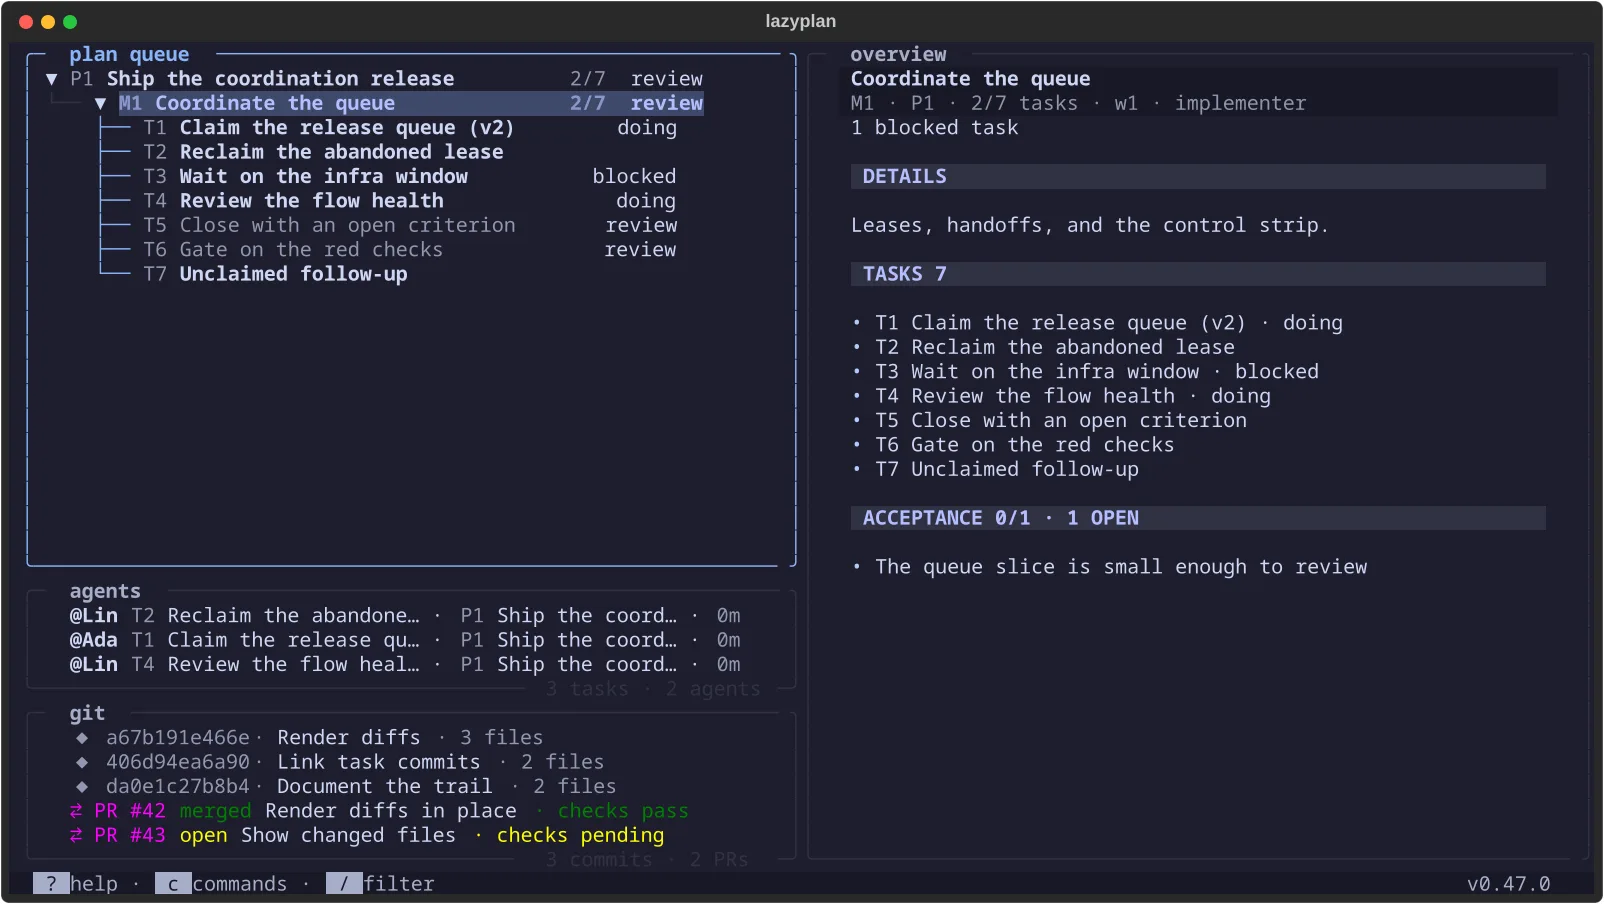 lazyplan
plan queue
▼ P1 Ship the coordination release 2/7 review
▼ M1 Coordinate the queue 2/7 review
T1 Claim the release queue (v2) doing
T2 Reclaim the abandoned lease
T3 Wait on the infra window blocked
T4 Review the flow health doing
T5 Close with an open criterion review
T6 Gate on the red checks review
T7 Unclaimed follow-up
agents
@Lin T2 Reclaim the abandone… · P1 Ship the coord… · 0m
@Ada T1 Claim the release qu… · P1 Ship the coord… · 0m
@Lin T4 Review the flow heal… · P1 Ship the coord… · 0m
3 tasks · 2 agents
git
◆ a67b191e466e · Render diffs · 3 files
◆ 406d94ea6a90 · Link task commits · 2 files
◆ da0e1c27b8b4 · Document the trail · 2 files
⇄ PR #42 merged Render diffs in place · checks pass
⇄ PR #43 open Show changed files · checks pending
3 commits · 2 PRs
overview
Coordinate the queue
M1 · P1 · 2/7 tasks · w1 · implementer
1 blocked task
DETAILS
Leases, handoffs, and the control strip.
TASKS 7
• T1 Claim the release queue (v2) · doing
• T2 Reclaim the abandoned lease
• T3 Wait on the infra window · blocked
• T4 Review the flow health · doing
• T5 Close with an open criterion
• T6 Gate on the red checks
• T7 Unclaimed follow-up
ACCEPTANCE 0/1 · 1 OPEN
• The queue slice is small enough to review
? help · c commands · / filter
v0.47.0